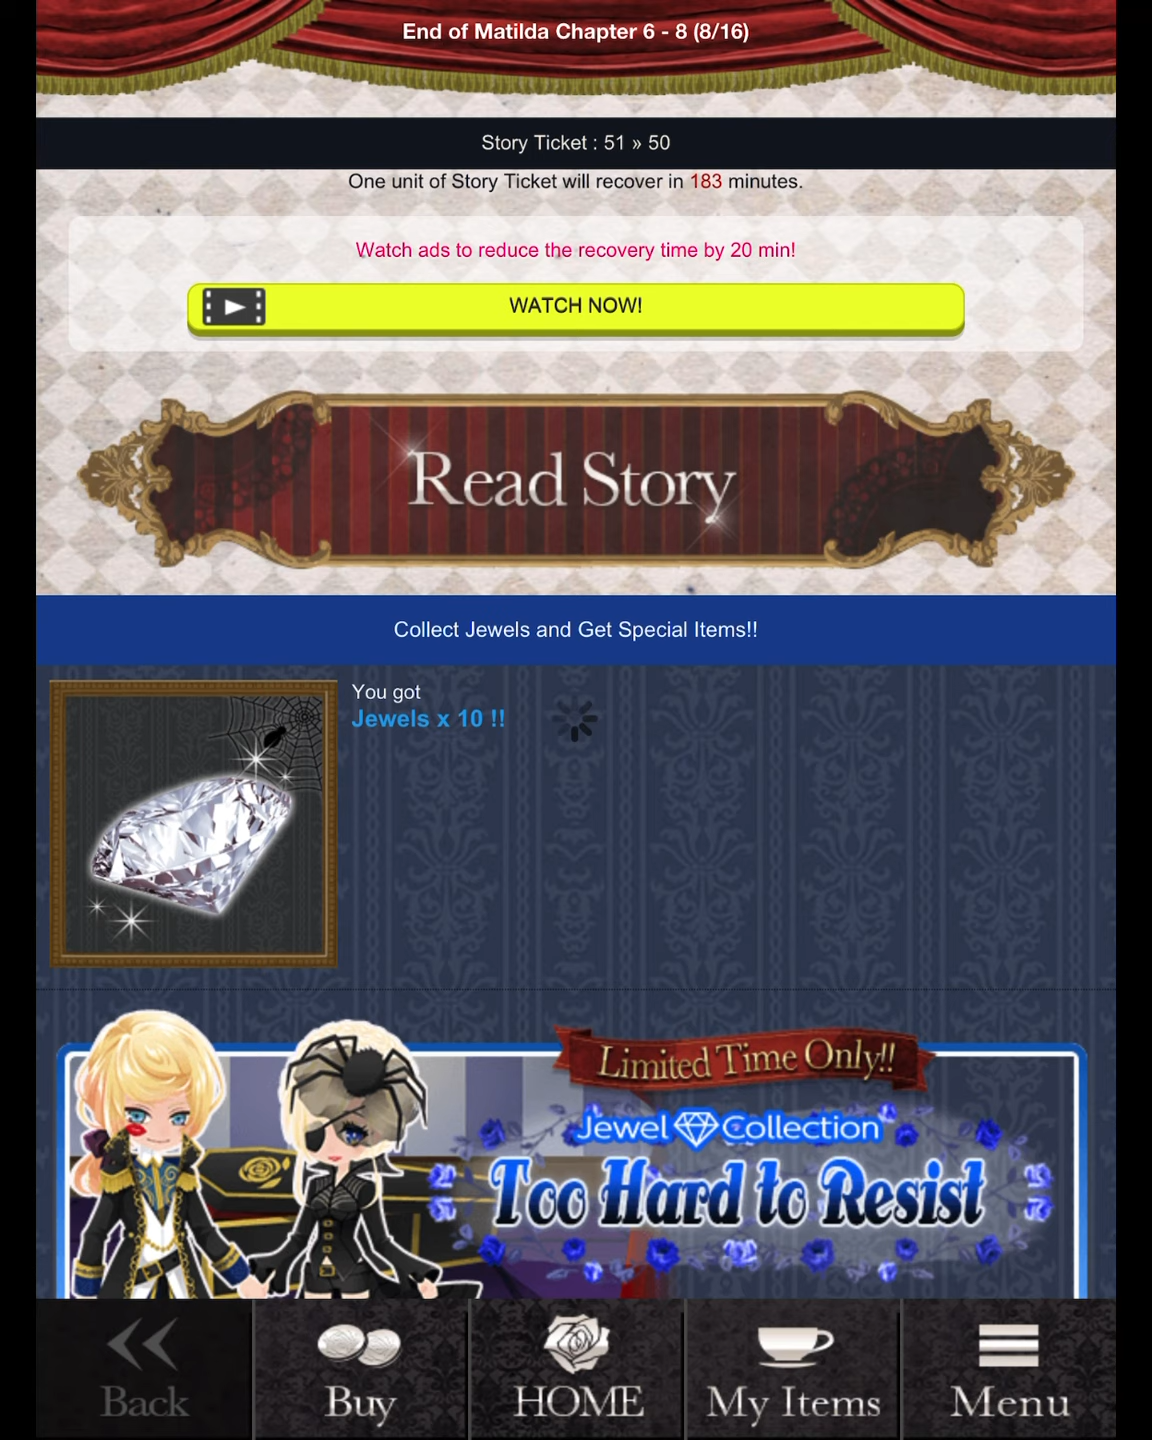 End of Matilda Chapter 6 - 8 (8/16)
Story Ticket : 51 » 50
One unit of Story Ticket will recover in 183 minutes.
Watch ads to reduce the recovery time by 20 min!
WATCH NOW!
Read Story
Collect Jewels and Get Special Items!!
You got
Jewels x 10 !!
Limited Time Only!!
Jewel Collection
Too Hard to Resist
Back
Buy
HOME
My Items
Menu